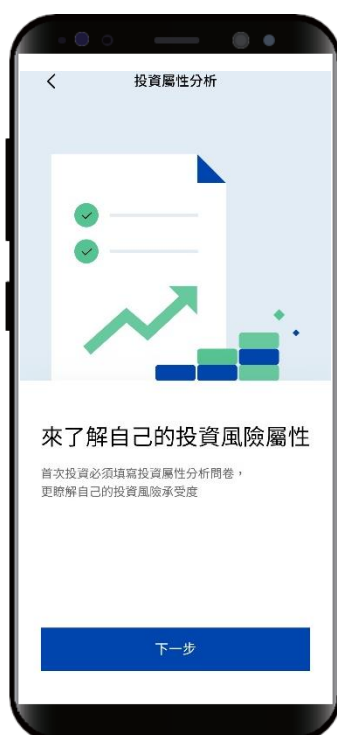 投資屬性分析
來了解自己的投資風險屬性
首次投資必須填寫投資屬性分析問卷，
更瞭解自己的投資風險承受度
下一步